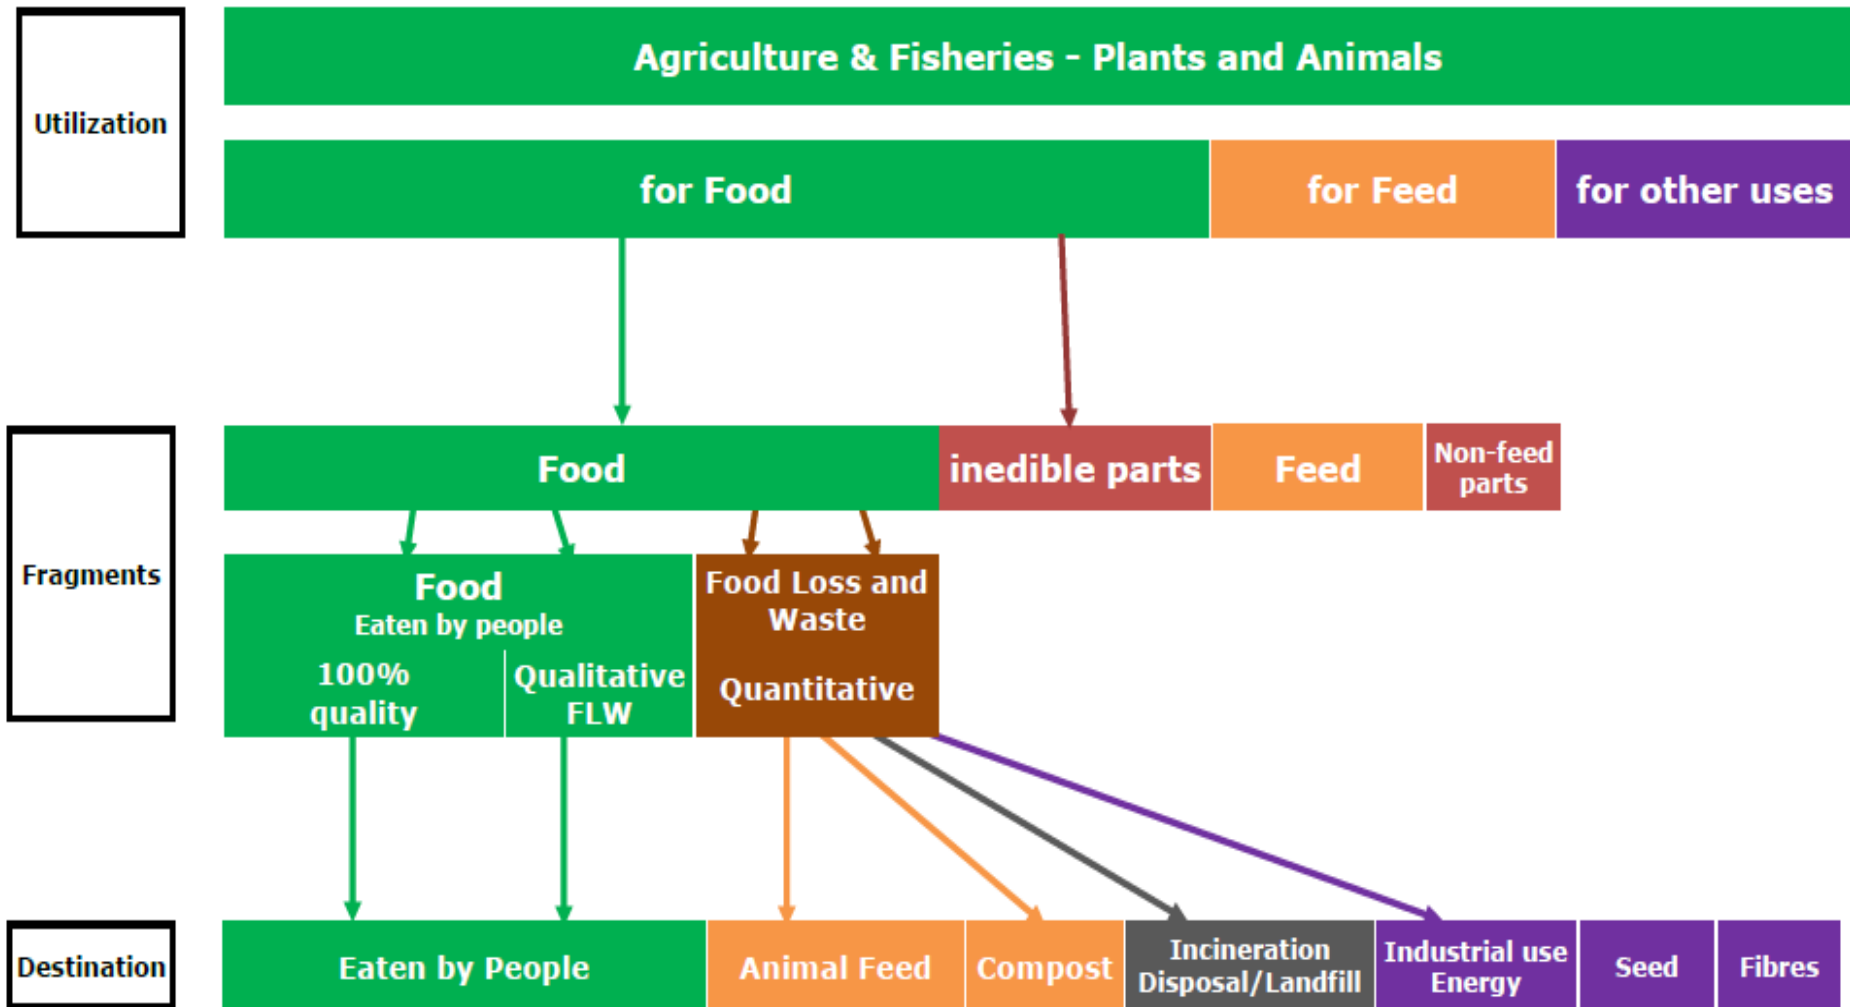 Utilization
Agriculture & Fisheries - Plants and Animals
for Food
for Feed
for other uses
Fragments
Food
inedible parts
Feed
Non-feed
parts
Food
Eaten by people
100%
quality
Qualitative
FLW
Food Loss and
Waste
Quantitative
Destination
Eaten by People
Animal Feed
Compost
Incineration
Disposal/Landfill
Industrial use
Energy
Seed
Fibres